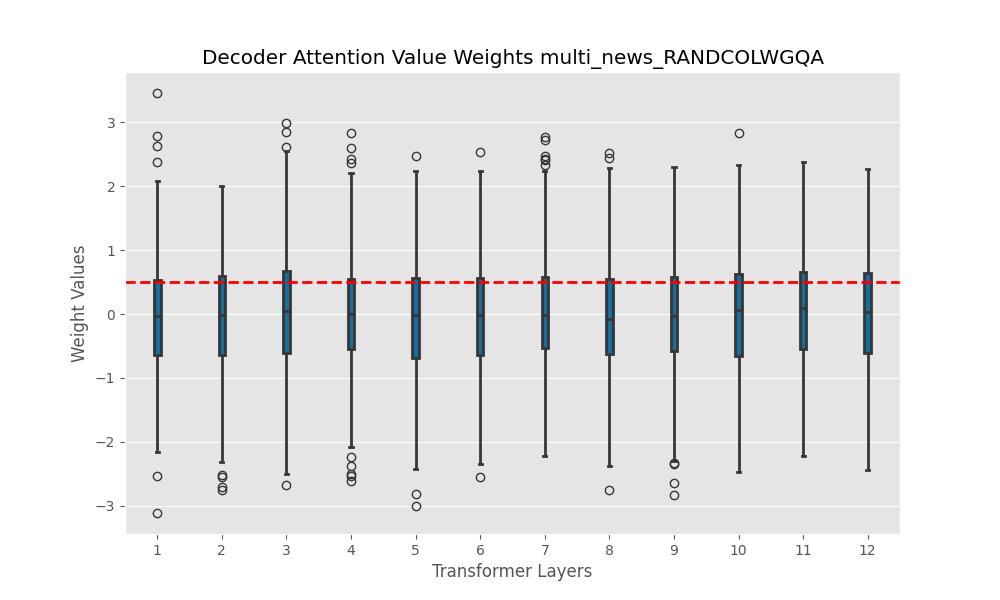 Decoder Attention Value Weights multi_news_RANDCOLWGQA
3
2
1
0
−1
−2
−3
Weight Values
1 2 3 4 5 6 7 8 9 10 11 12
Transformer Layers